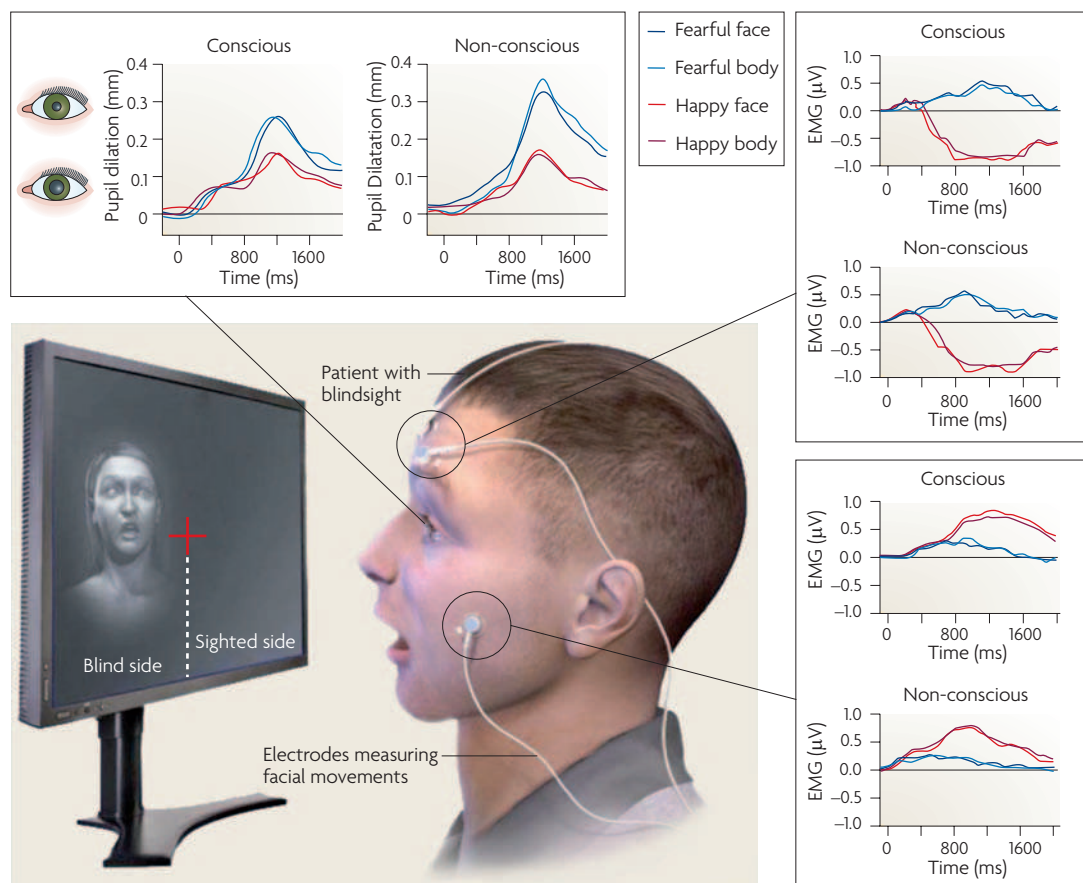 Conscious
Pupil dilation (mm)
0.4
0.3
0.2
0.1
0
0 800 1600
Time (ms)
Non-conscious
Pupil Dilatation (mm)
0.4
0.3
0.2
0.1
0
0 800 1600
Time (ms)
Fearful face
Fearful body
Happy face
Happy body
Conscious
EMG (µV)
1.0
0.5
0.0
–0.5
–1.0
0 800 1600
Time (ms)
Non-conscious
EMG (µV)
1.0
0.5
0.0
–0.5
–1.0
0 800 1600
Time (ms)
Patient with
blindsight
Sighted side
Blind side
Electrodes measuring
facial movements
Conscious
EMG (µV)
1.0
0.5
0.0
–0.5
–1.0
0 800 1600
Time (ms)
Non-conscious
EMG (µV)
1.0
0.5
0.0
–0.5
–1.0
0 800 1600
Time (ms)